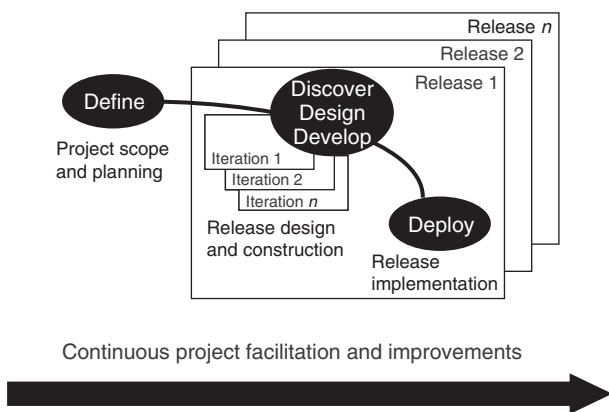 Release n
Release 2
Release 1
Define
Discover
Design
Develop
Project scope
and planning
Iteration 1
Iteration 2
Iteration n
Release design
and construction
Deploy
Release
implementation
Continuous project facilitation and improvements